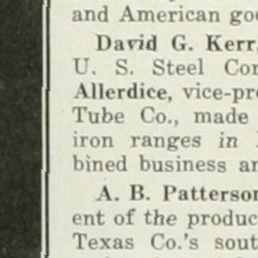 and American goo
David G. Kerr,
U. S. Steel Cor
Allerdice, vice-pre
Tube Co., made
iron ranges in
bined business an
A. B. Patterson
ent of the produc
Texas Co.'s sout